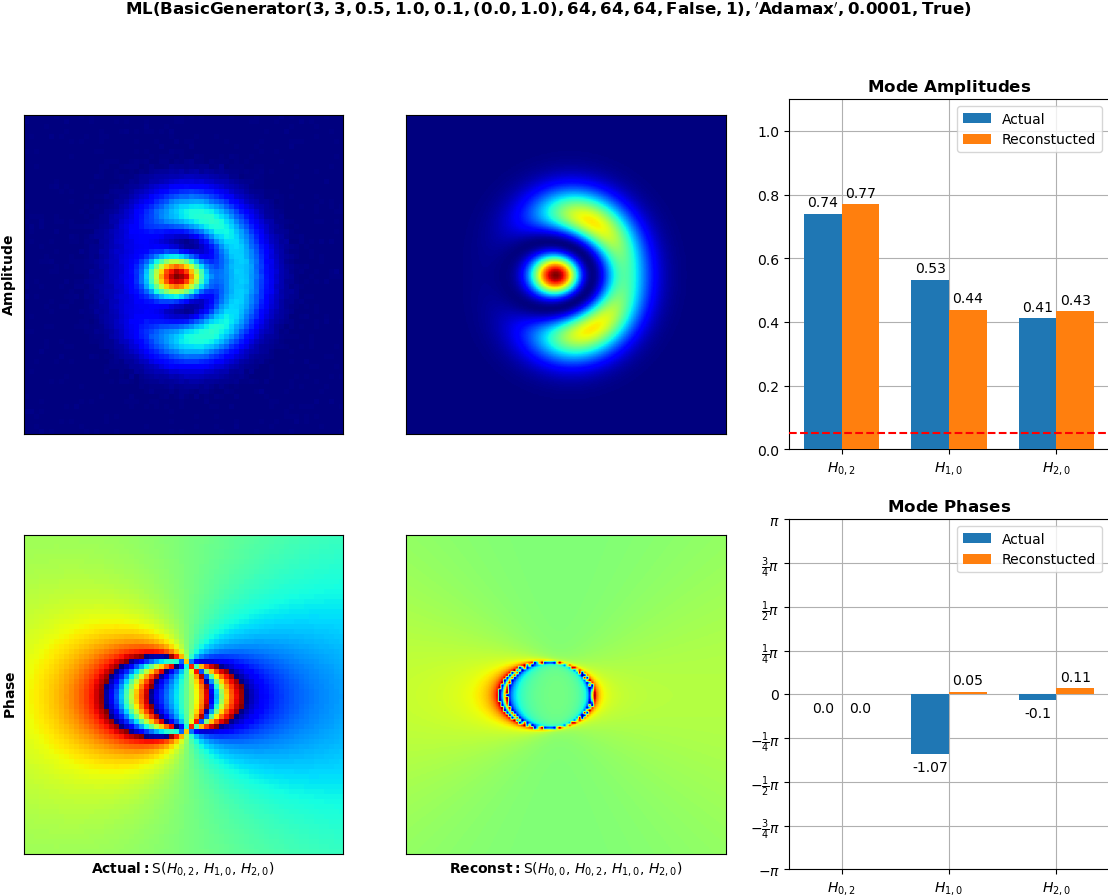 ML(BasicGenerator(3, 3, 0.5, 1.0, 0.1, (0.0, 1.0), 64, 64, 64, False, 1), ′Adamax′, 0.0001, True)
Amplitude
Mode Amplitudes
Actual
Reconstucted
1.0
0.8
0.6
0.4
0.2
0.0
0.74
0.77
0.53
0.44
0.41
0.43
H0, 2
H1, 0
H2, 0
Phase
Actual: S(H0, 2, H1, 0, H2, 0)
Reconst: S(H0, 0, H0, 2, H1, 0, H2, 0)
Mode Phases
Actual
Reconstucted
π
3/4π
1/2π
1/4π
0
−1/4π
−1/2π
−3/4π
−π
0.0
0.0
0.05
-1.07
0.11
-0.1
H0, 2
H1, 0
H2, 0